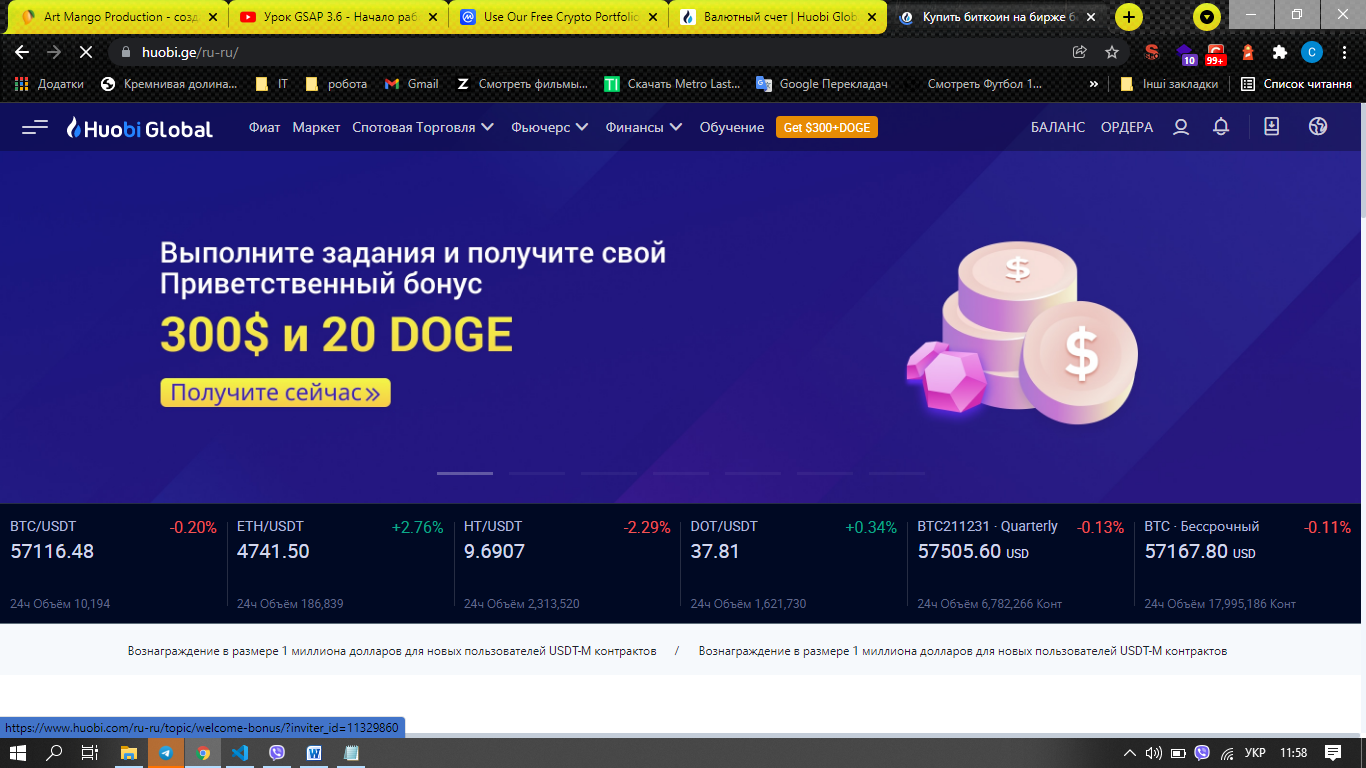 Art Mango Production - созд
Урок GSAP 3.6 - Начало раб
Use Our Free Crypto Portfolio
Валютный счет | Huobi Glob
Купить биткоин на бирже б
huobi.ge/ru-ru/
10
99+
C
Додатки
Кремнивая долина...
IT
робота
Gmail
Смотреть фильмы...
Скачать Metro Last...
Google Перекладач
Смотреть Футбол 1...
»
Інші закладки
Список читання
Huobi Global
Фиат
Маркет
Спотовая Торговля
Фьючерс
Финансы
Обучение
Get $300+DOGE
БАЛАНС
ОРДЕРА
Выполните задания и получите свой
Приветственный бонус
300$ и 20 DOGE
Получите сейчас »
BTC/USDT -0.20%
57116.48
24ч Объём 10,194
ETH/USDT +2.76%
4741.50
24ч Объём 186,839
HT/USDT -2.29%
9.6907
24ч Объём 2,313,520
DOT/USDT +0.34%
37.81
24ч Объём 1,621,730
BTC211231 · Quarterly -0.13%
57505.60 USD
24ч Объём 6,782,266 Конт
BTC · Бессрочный -0.11%
57167.80 USD
24ч Объём 17,995,186 Конт
Вознаграждение в размере 1 миллиона долларов для новых пользователей USDT-M контрактов / Вознаграждение в размере 1 миллиона долларов для новых пользователей USDT-M контрактов
https://www.huobi.com/ru-ru/topic/welcome-bonus/?inviter_id=11329860
УКР
11:58